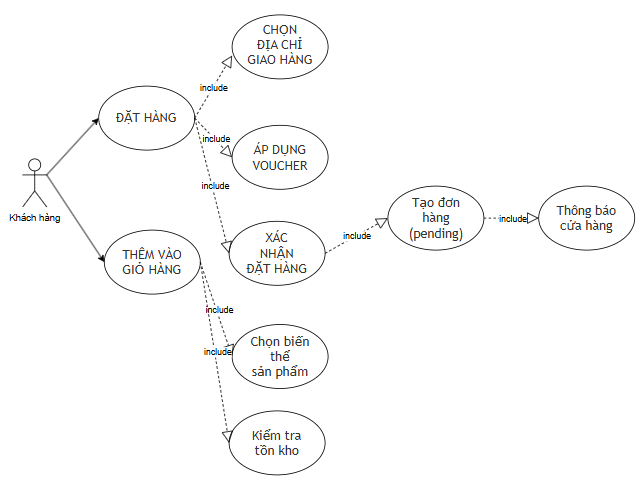 CHỌN
ĐỊA CHỈ
GIAO HÀNG
include
ĐẶT HÀNG
include
ÁP DỤNG
VOUCHER
include
Khách hàng
THÊM VÀO
GIỎ HÀNG
XÁC
NHẬN
ĐẶT HÀNG
include
Tạo đơn
hàng
(pending)
include
Thông báo
cửa hàng
include
include
Chọn biến
thể
sản phẩm
Kiểm tra
tồn kho